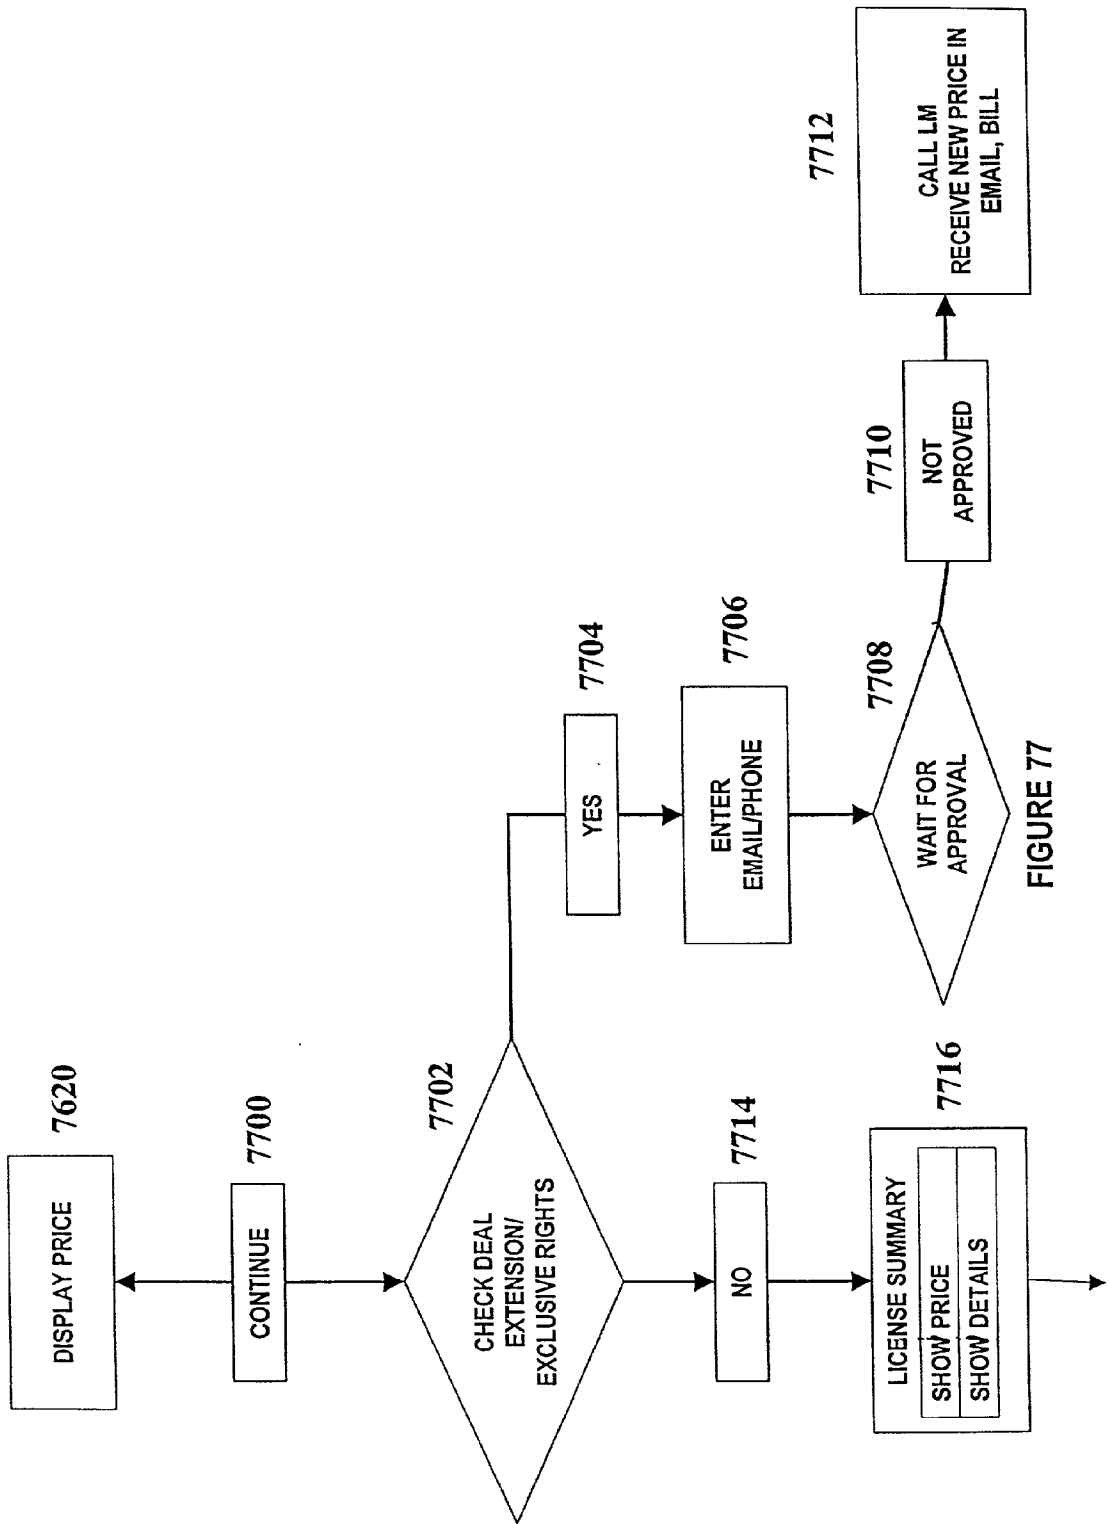 7620
DISPLAY PRICE
7700
CONTINUE
7702
CHECK DEAL
EXTENSION/
EXCLUSIVE RIGHTS
7704
YES
7706
ENTER
EMAIL/PHONE
7708
WAIT FOR
APPROVAL
7710
NOT
APPROVED
7712
CALL LM
RECEIVE NEW PRICE IN
EMAIL, BILL
7714
NO
7716
LICENSE SUMMARY
SHOW PRICE
SHOW DETAILS
FIGURE 77